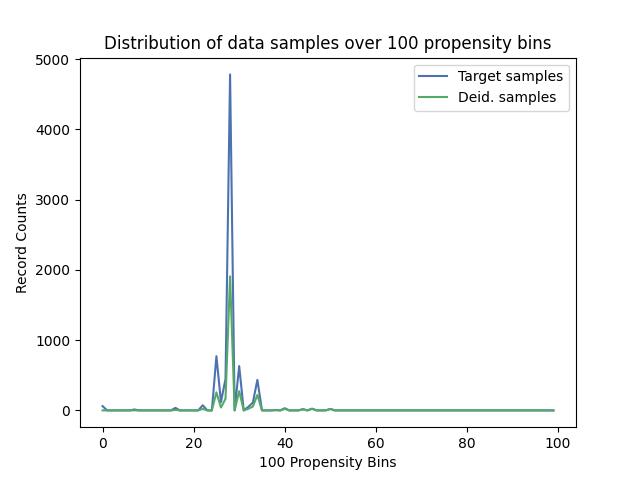 Distribution of data samples over 100 propensity bins
Target samples
Deid. samples
Record Counts
5000
4000
3000
2000
1000
0
0 20 40 60 80 100
100 Propensity Bins